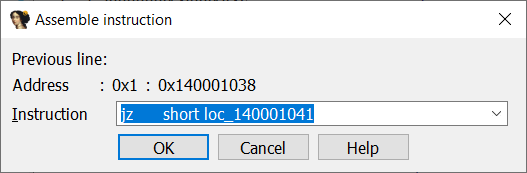 Assemble instruction
Previous line:
Address : 0x1 : 0x140001038
Instruction jz short loc_140001041
OK Cancel Help